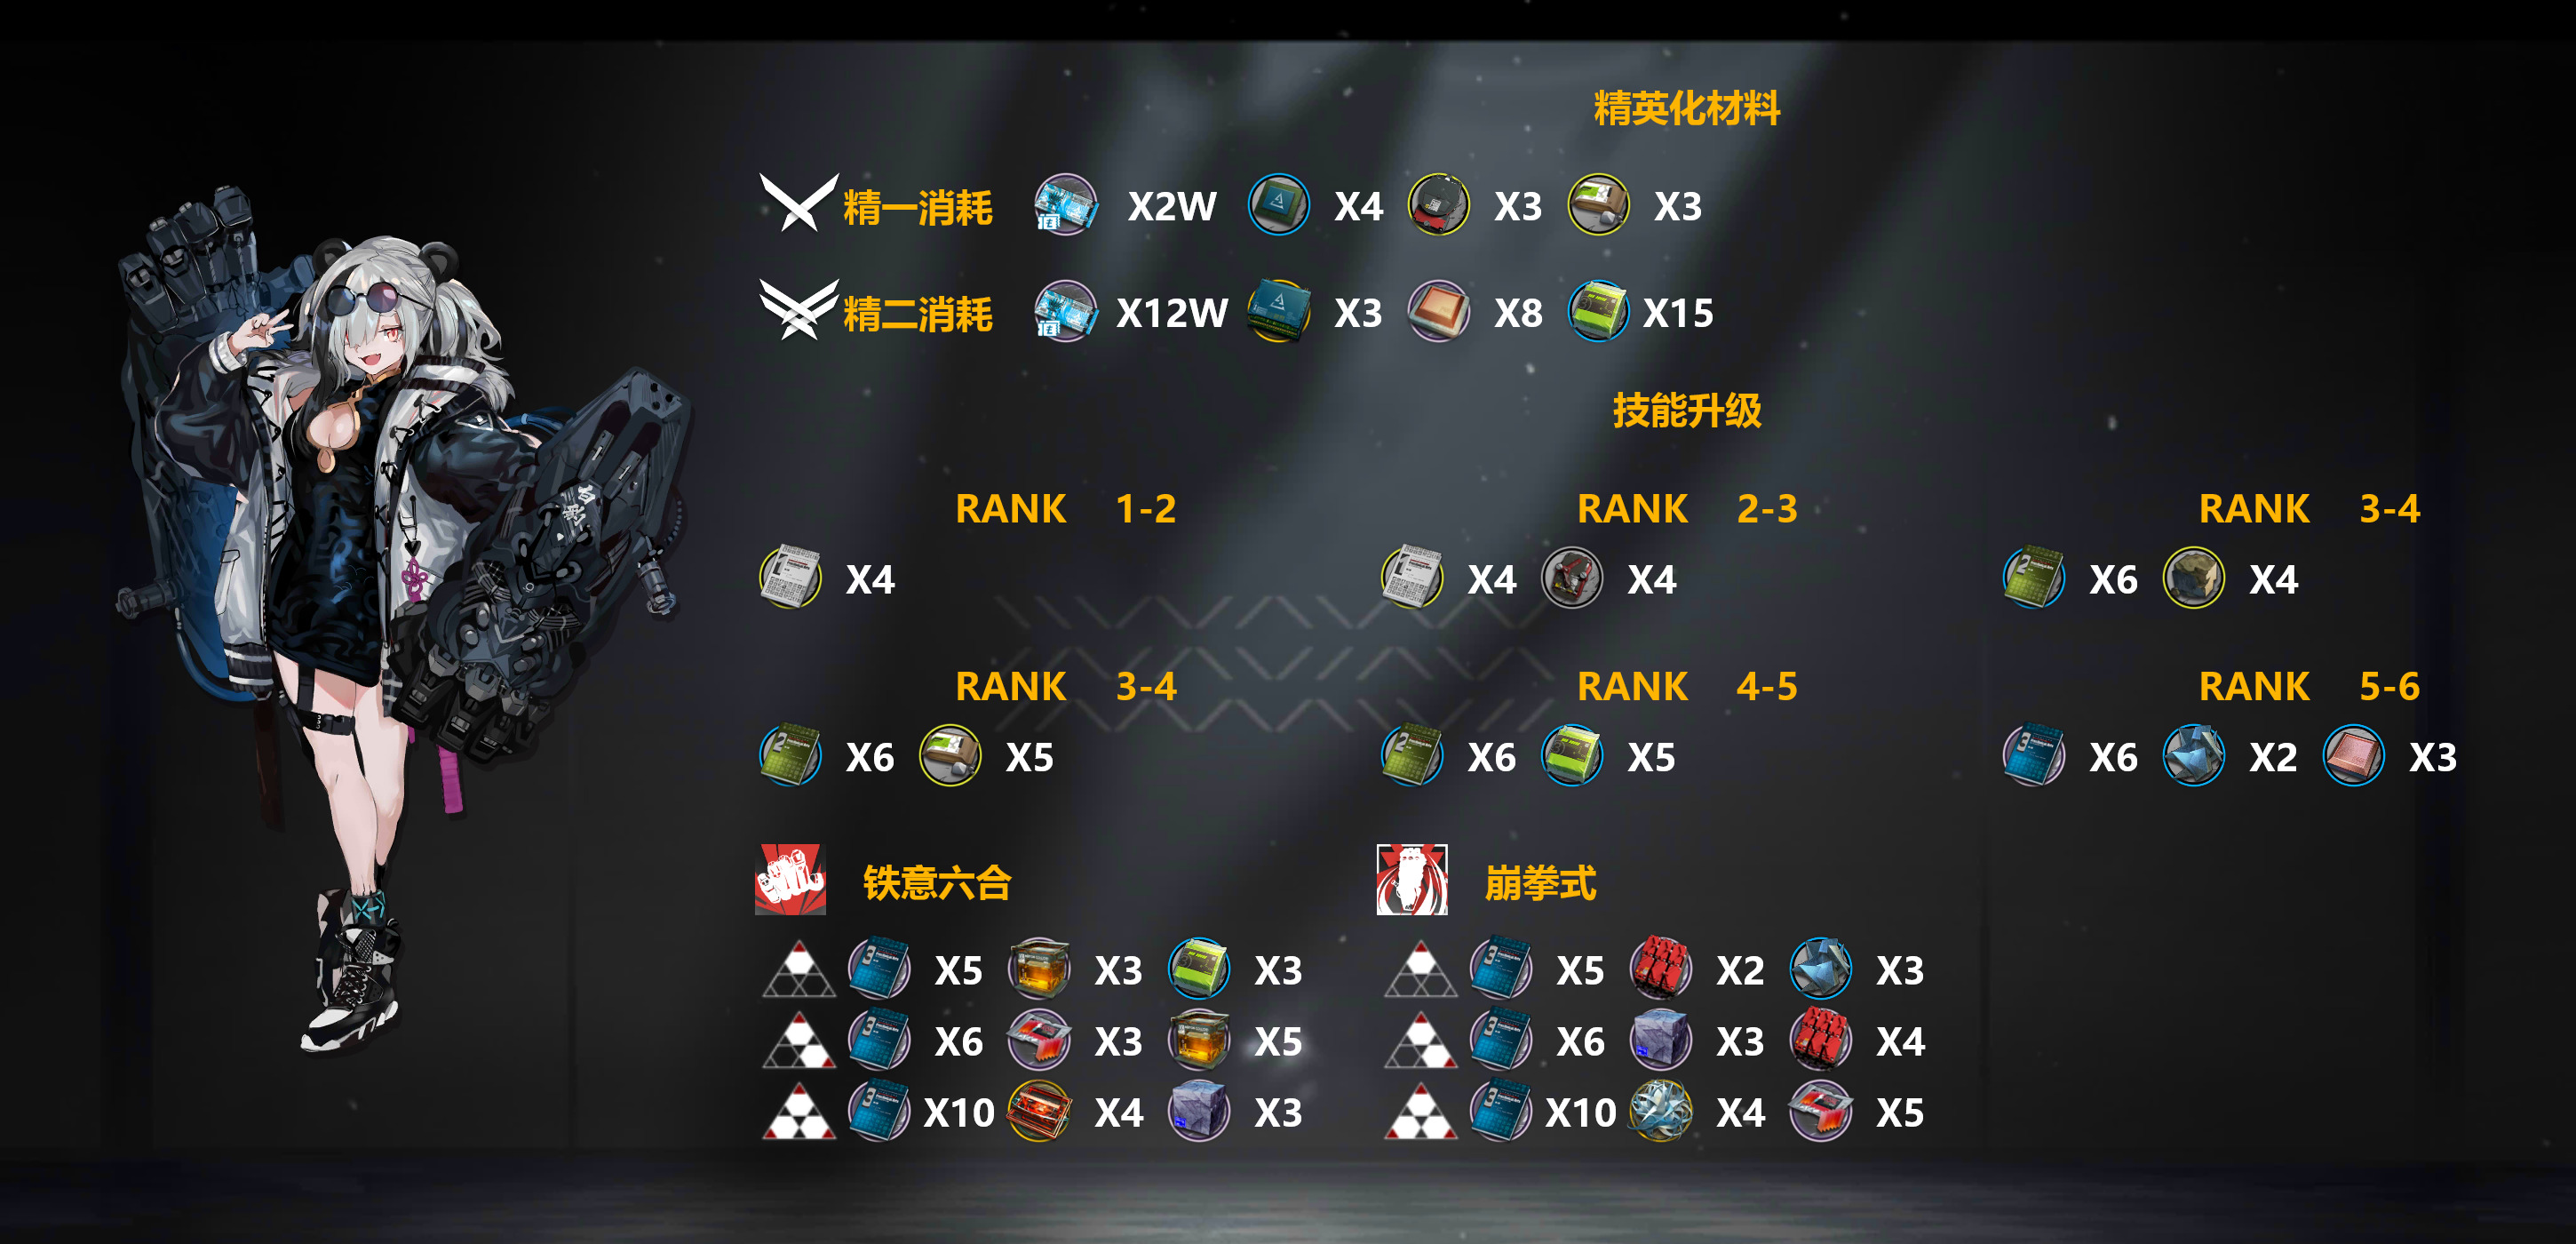 精英化材料
精一消耗 X2W X4 X3 X3
精二消耗 X12W X3 X8 X15
技能升级
RANK 1-2 RANK 2-3 RANK 3-4
X4 X4 X4 X6 X4
RANK 3-4 RANK 4-5 RANK 5-6
X6 X5 X6 X5 X6 X2 X3
铁意六合 崩拳式
X5 X3 X3 X5 X2 X3
X6 X3 X5 X6 X3 X4
X10 X4 X3 X10 X4 X5